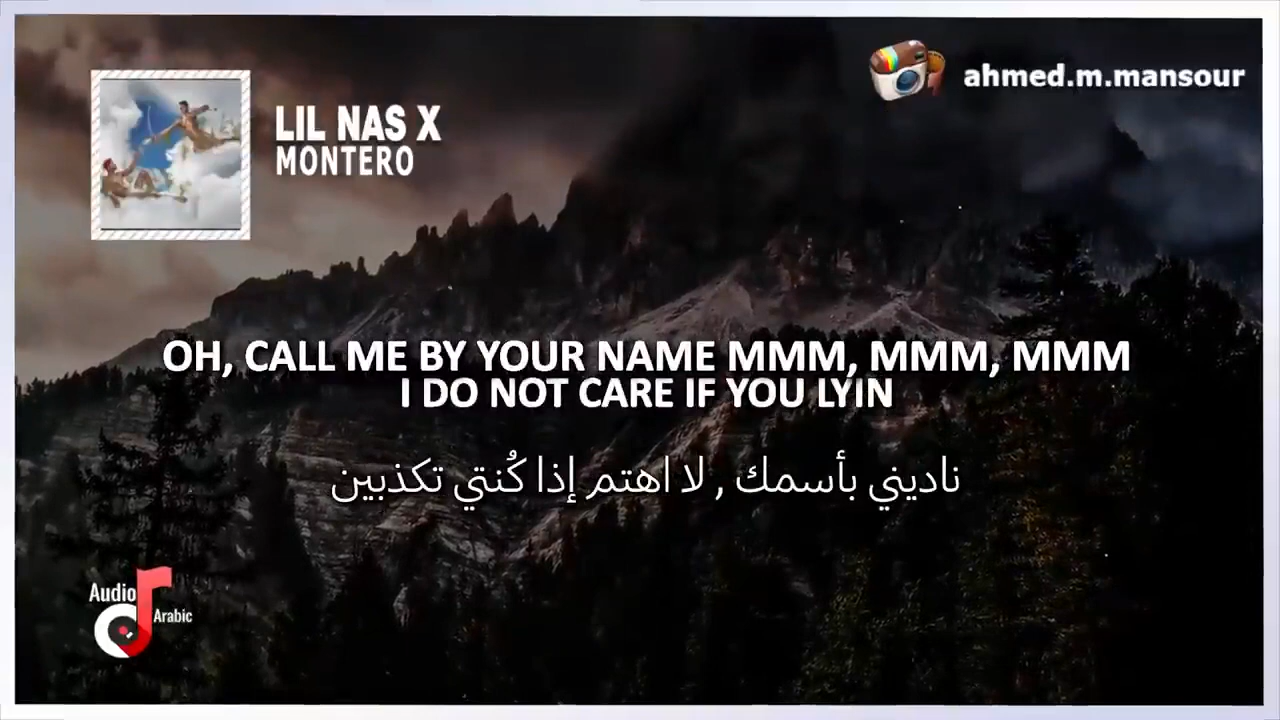 LIL NAS X
MONTERO
ahmed.m.mansour
OH, CALL ME BY YOUR NAME MMM, MMM, MMM
I DO NOT CARE IF YOU LYIN
ناديني بأسمك , لا اهتم إذا كُنتي تكذبين
Audio
Arabic